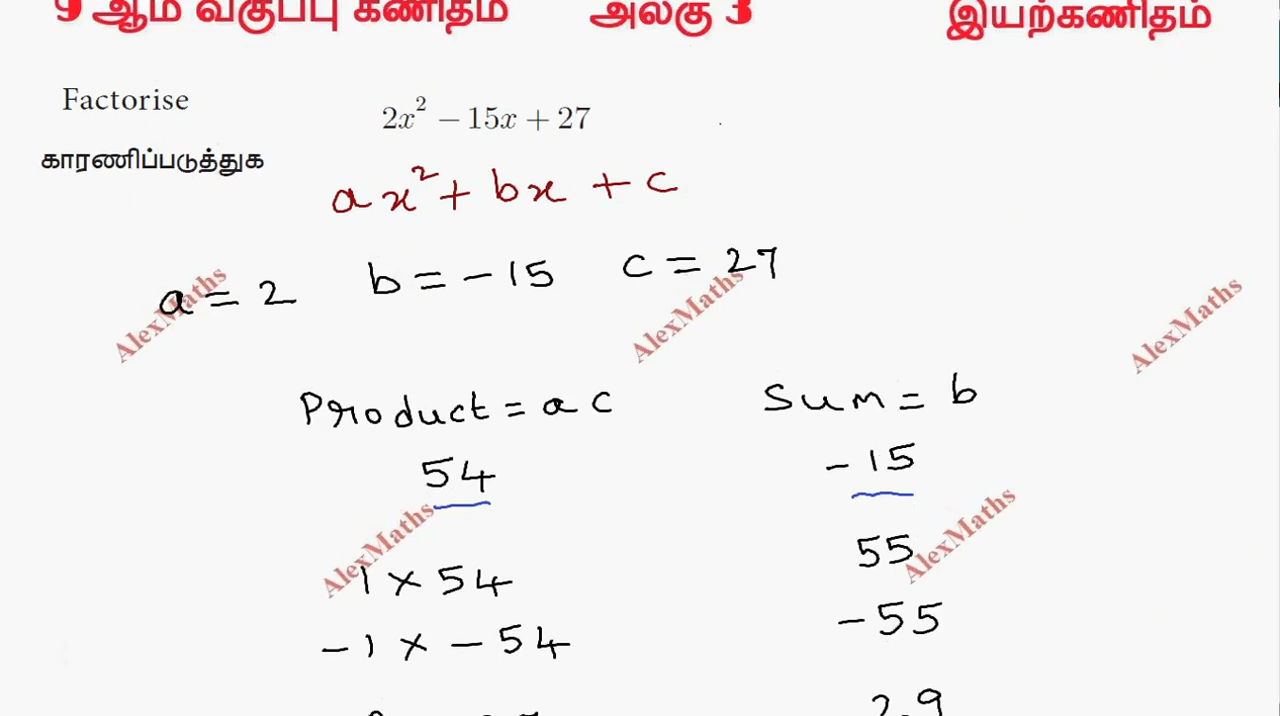 9 ஆம் வகுப்பு கணிதம் அலகு 3 இயற்கணிதம்
Factorise 2x² − 15x + 27
காரணிப்படுத்துக
ax² + bx + c
a = 2 b = -15 c = 27
AlexMaths AlexMaths AlexMaths
Product = ac Sum = b
54 -15
AlexMaths AlexMaths
1 × 54 55
-1 × -54 -55
29